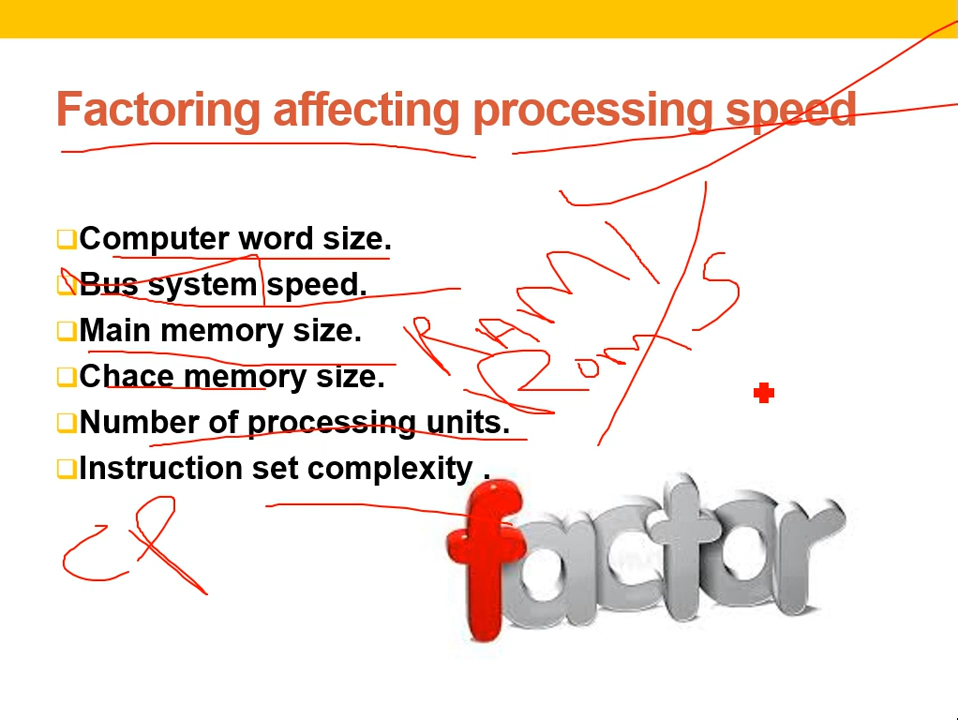 Factoring affecting processing speed
❑Computer word size.
❑Bus system speed.
❑Main memory size.
❑Chace memory size.
❑Number of processing units.
❑Instruction set complexity .
RAM
factor